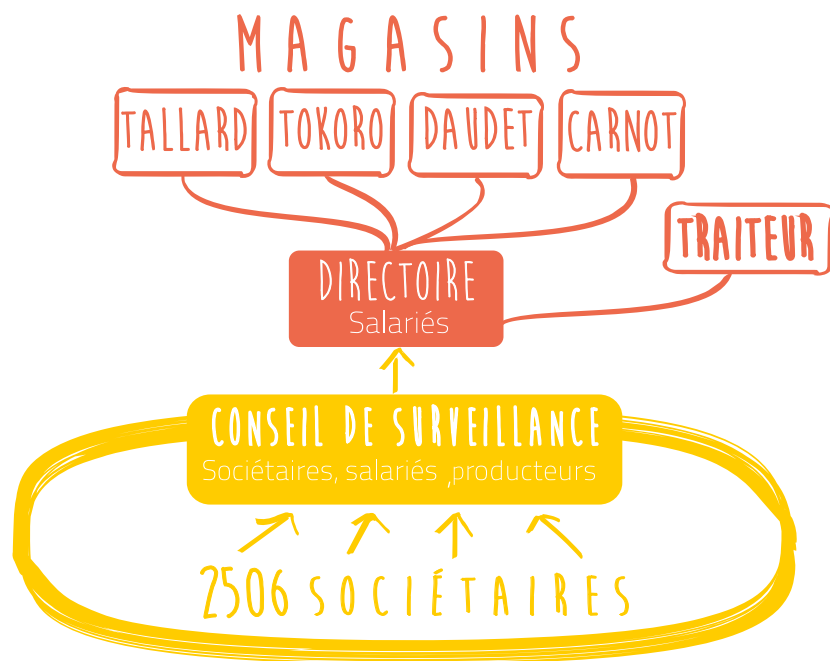 MAGASINS
TALLARD TOKORO DAUDET CARNOT
TRAITEUR
DIRECTOIRE
Salariés
CONSEIL DE SURVEILLANCE
Sociétaires, salariés ,producteurs
2506 SOCIÉTAIRES